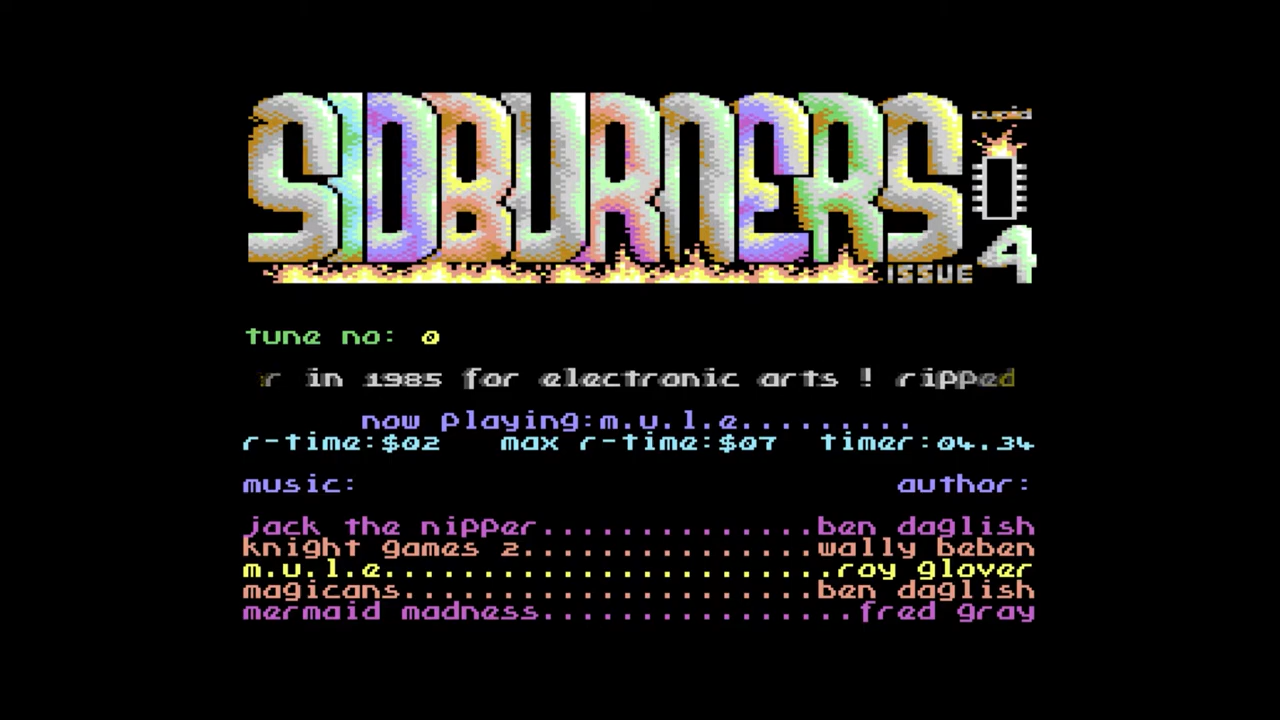 SIDBURNERS
cupid
ISSUE 4
tune no: 0
r in 1985 for electronic arts ! ripped
now playing:m.u.l.e.........
r-time:$02 max r-time:$07 timer:04.34
music: author:
jack the nipper..............ben daglish
knight games 2...............wally beben
m.u.l.e.......................roy glover
magicans.....................ben daglish
mermaid madness................fred gray